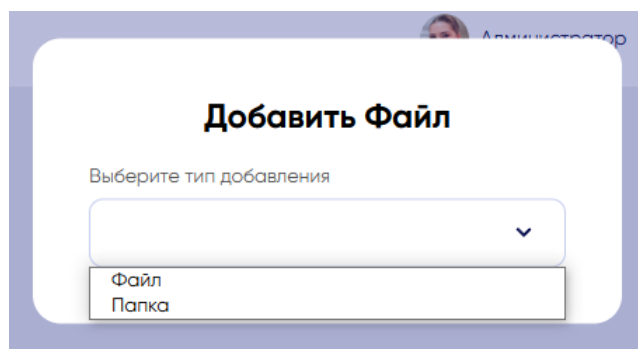 Администратор
Добавить Файл
Выберите тип добавления
Файл
Папка